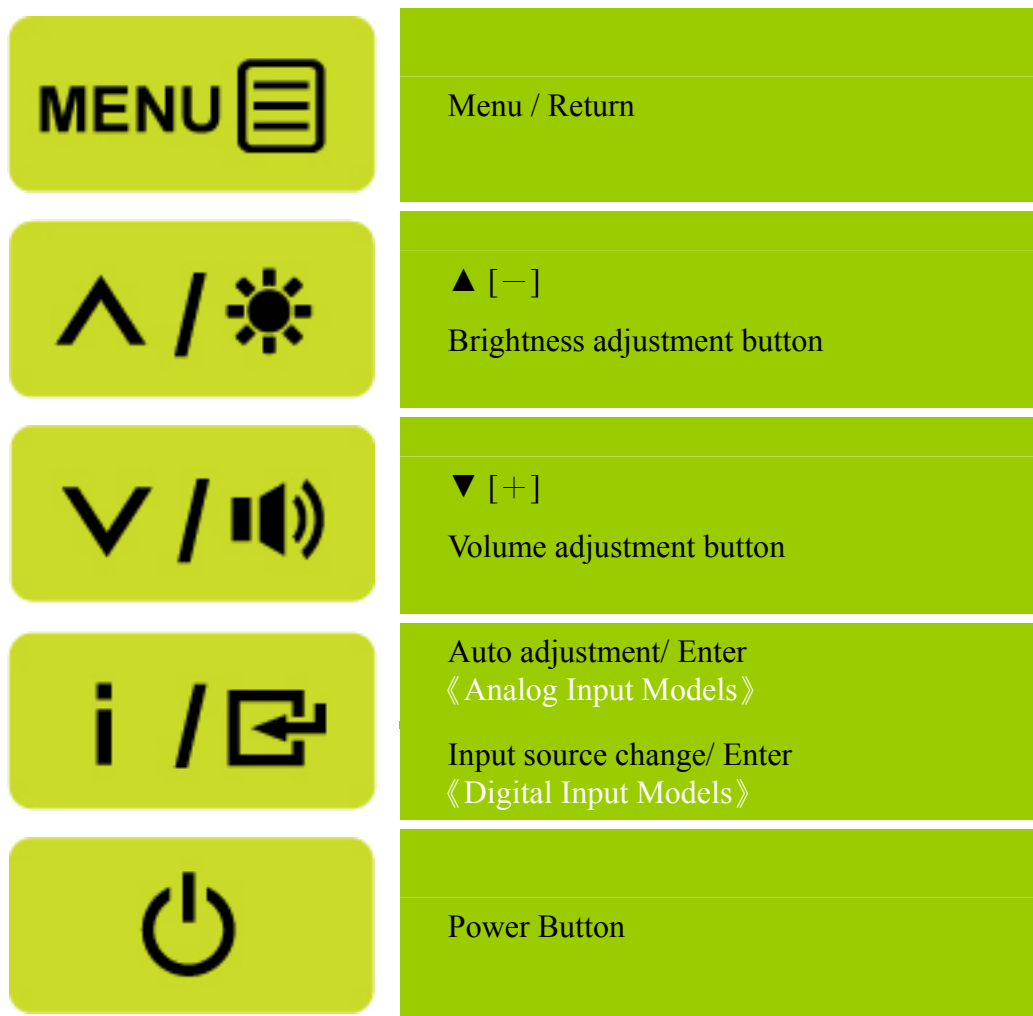 MENU
Menu / Return
∧ /
▲ [－]
Brightness adjustment button
∨ /
▼ [＋]
Volume adjustment button
i /
Auto adjustment/ Enter
《Analog Input Models》
Input source change/ Enter
《Digital Input Models》
Power Button